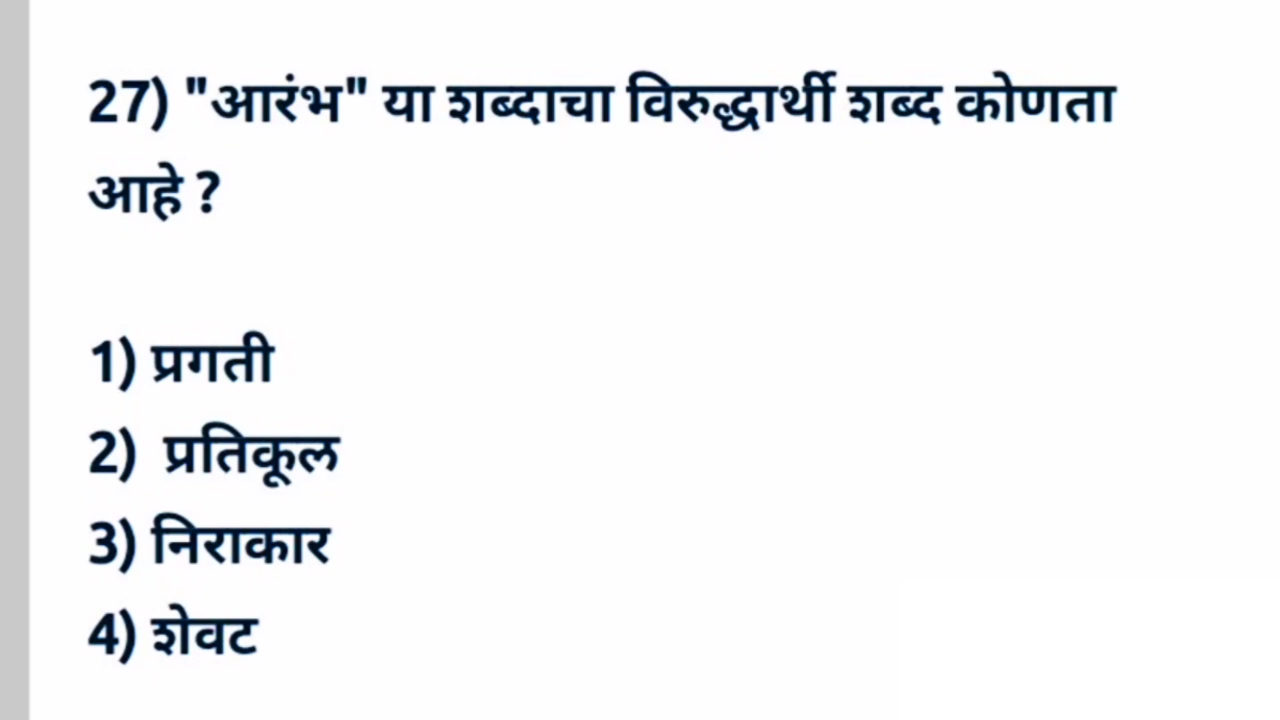 27) "आरंभ" या शब्दाचा विरुद्धार्थी शब्द कोणता
आहे ?
1) प्रगती
2) प्रतिकूल
3) निराकार
4) शेवट